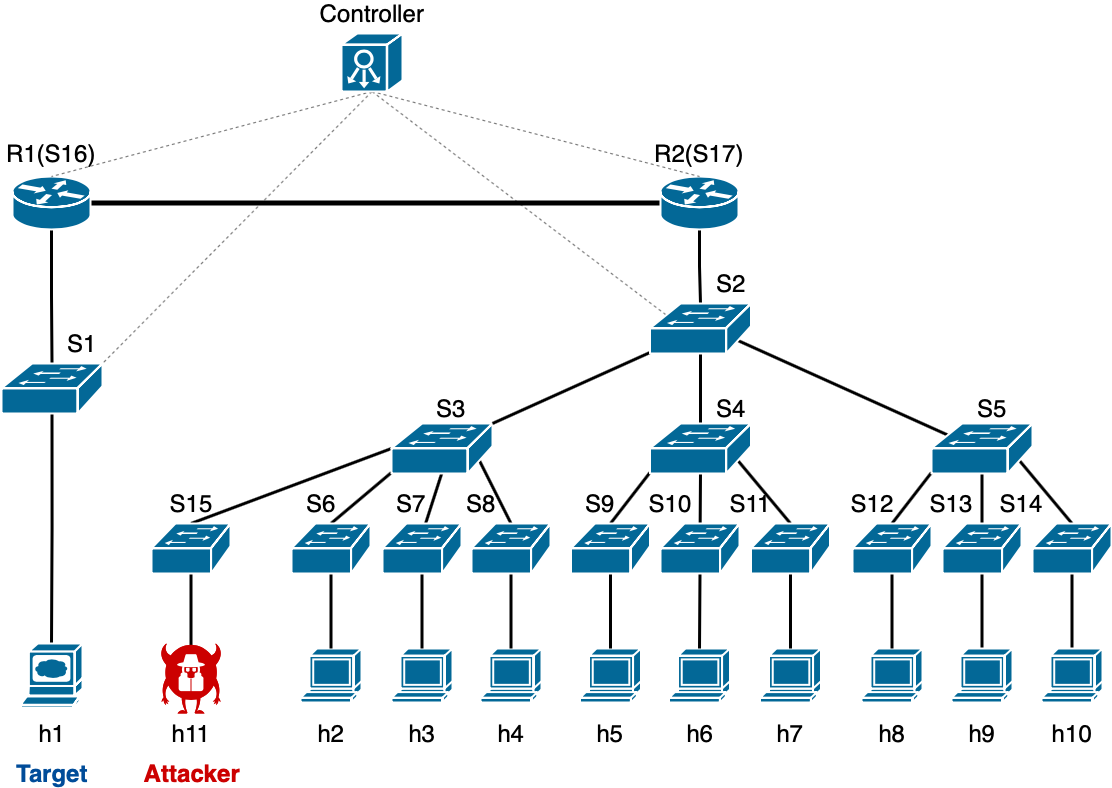 Controller
R1(S16)
R2(S17)
S2
S1
S3
S4
S5
S15
S6
S7
S8
S9
S10
S11
S12
S13
S14
h1
h11
h2
h3
h4
h5
h6
h7
h8
h9
h10
Target
Attacker